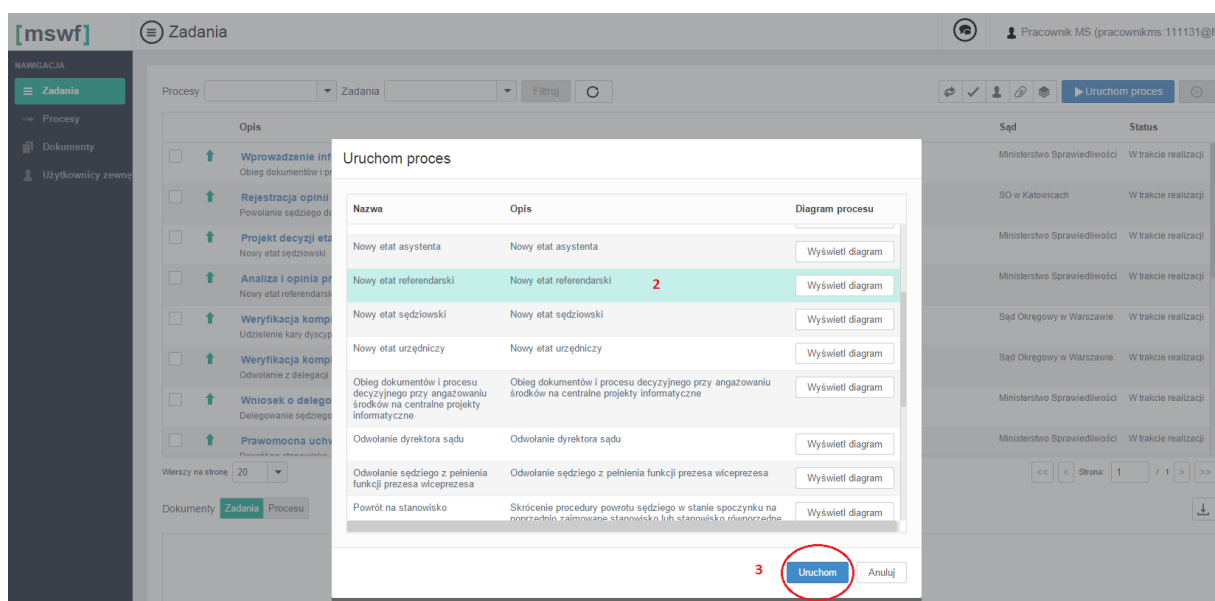 [mswf]
Zadania
Pracownik MS (pracownikms:111131@
NAWIGACJA
Zadania
Procesy
Dokumenty
Użytkownicy zewnę
Procesy
Zadania
Filtruj
Uruchom proces
Opis
Sąd
Status
Wprowadzenie inf
Obieg dokumentów i pr
Ministerstwo Sprawiedliwości
W trakcie realizacji
Rejestracja opinii
Powołanie sędziego do
SO w Katowicach
W trakcie realizacji
Projekt decyzji eta
Nowy etat sędziowski
Ministerstwo Sprawiedliwości
W trakcie realizacji
Analiza i opinia pr
Nowy etat referendarsk
Ministerstwo Sprawiedliwości
W trakcie realizacji
Weryfikacja kompl
Udzielenie kary dyscyp
Sąd Okręgowy w Warszawie
W trakcie realizacji
Weryfikacja kompl
Odwołanie z delegacji
Sąd Okręgowy w Warszawie
W trakcie realizacji
Wniosek o delego
Delegowanie sędziego
Ministerstwo Sprawiedliwości
W trakcie realizacji
Prawomocna uchw
Powrót na stanowisko
Ministerstwo Sprawiedliwości
W trakcie realizacji
Wierszy na stronę
20
<< < Strona: 1 / 1 > >>
Dokumenty Zadania Procesu
Uruchom proces
Nazwa
Opis
Diagram procesu
Nowy etat asystenta
Nowy etat asystenta
Wyświetl diagram
Nowy etat referendarski
Nowy etat referendarski
2
Wyświetl diagram
Nowy etat sędziowski
Nowy etat sędziowski
Wyświetl diagram
Nowy etat urzędniczy
Nowy etat urzędniczy
Wyświetl diagram
Obieg dokumentów i procesu
decyzyjnego przy angażowaniu
środków na centralne projekty
informatyczne
Obieg dokumentów i procesu decyzyjnego przy angażowaniu
środków na centralne projekty informatyczne
Wyświetl diagram
Odwołanie dyrektora sądu
Odwołanie dyrektora sądu
Wyświetl diagram
Odwołanie sędziego z pełnienia
funkcji prezesa wiceprezesa
Odwołanie sędziego z pełnienia funkcji prezesa wiceprezesa
Wyświetl diagram
Powrót na stanowisko
Skrócenie procedury powrotu sędziego w stanie spoczynku na
poprzednio zajmowane stanowisko lub stanowisko równorzędne
Wyświetl diagram
3
Uruchom
Anuluj